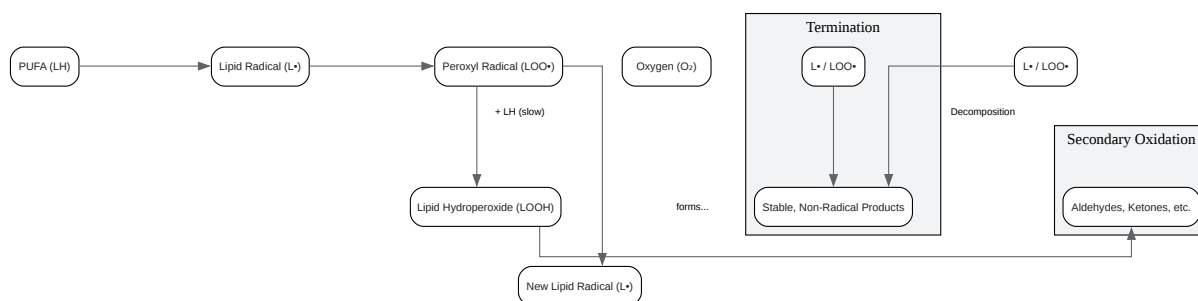 Termination
PUFA (LH)
Lipid Radical (L•)
Peroxyl Radical (LOO•)
Oxygen (O₂)
L• / LOO•
L• / LOO•
+ LH (slow)
Decomposition
Secondary Oxidation
Lipid Hydroperoxide (LOOH)
forms...
Stable, Non-Radical Products
Aldehydes, Ketones, etc.
New Lipid Radical (L•)